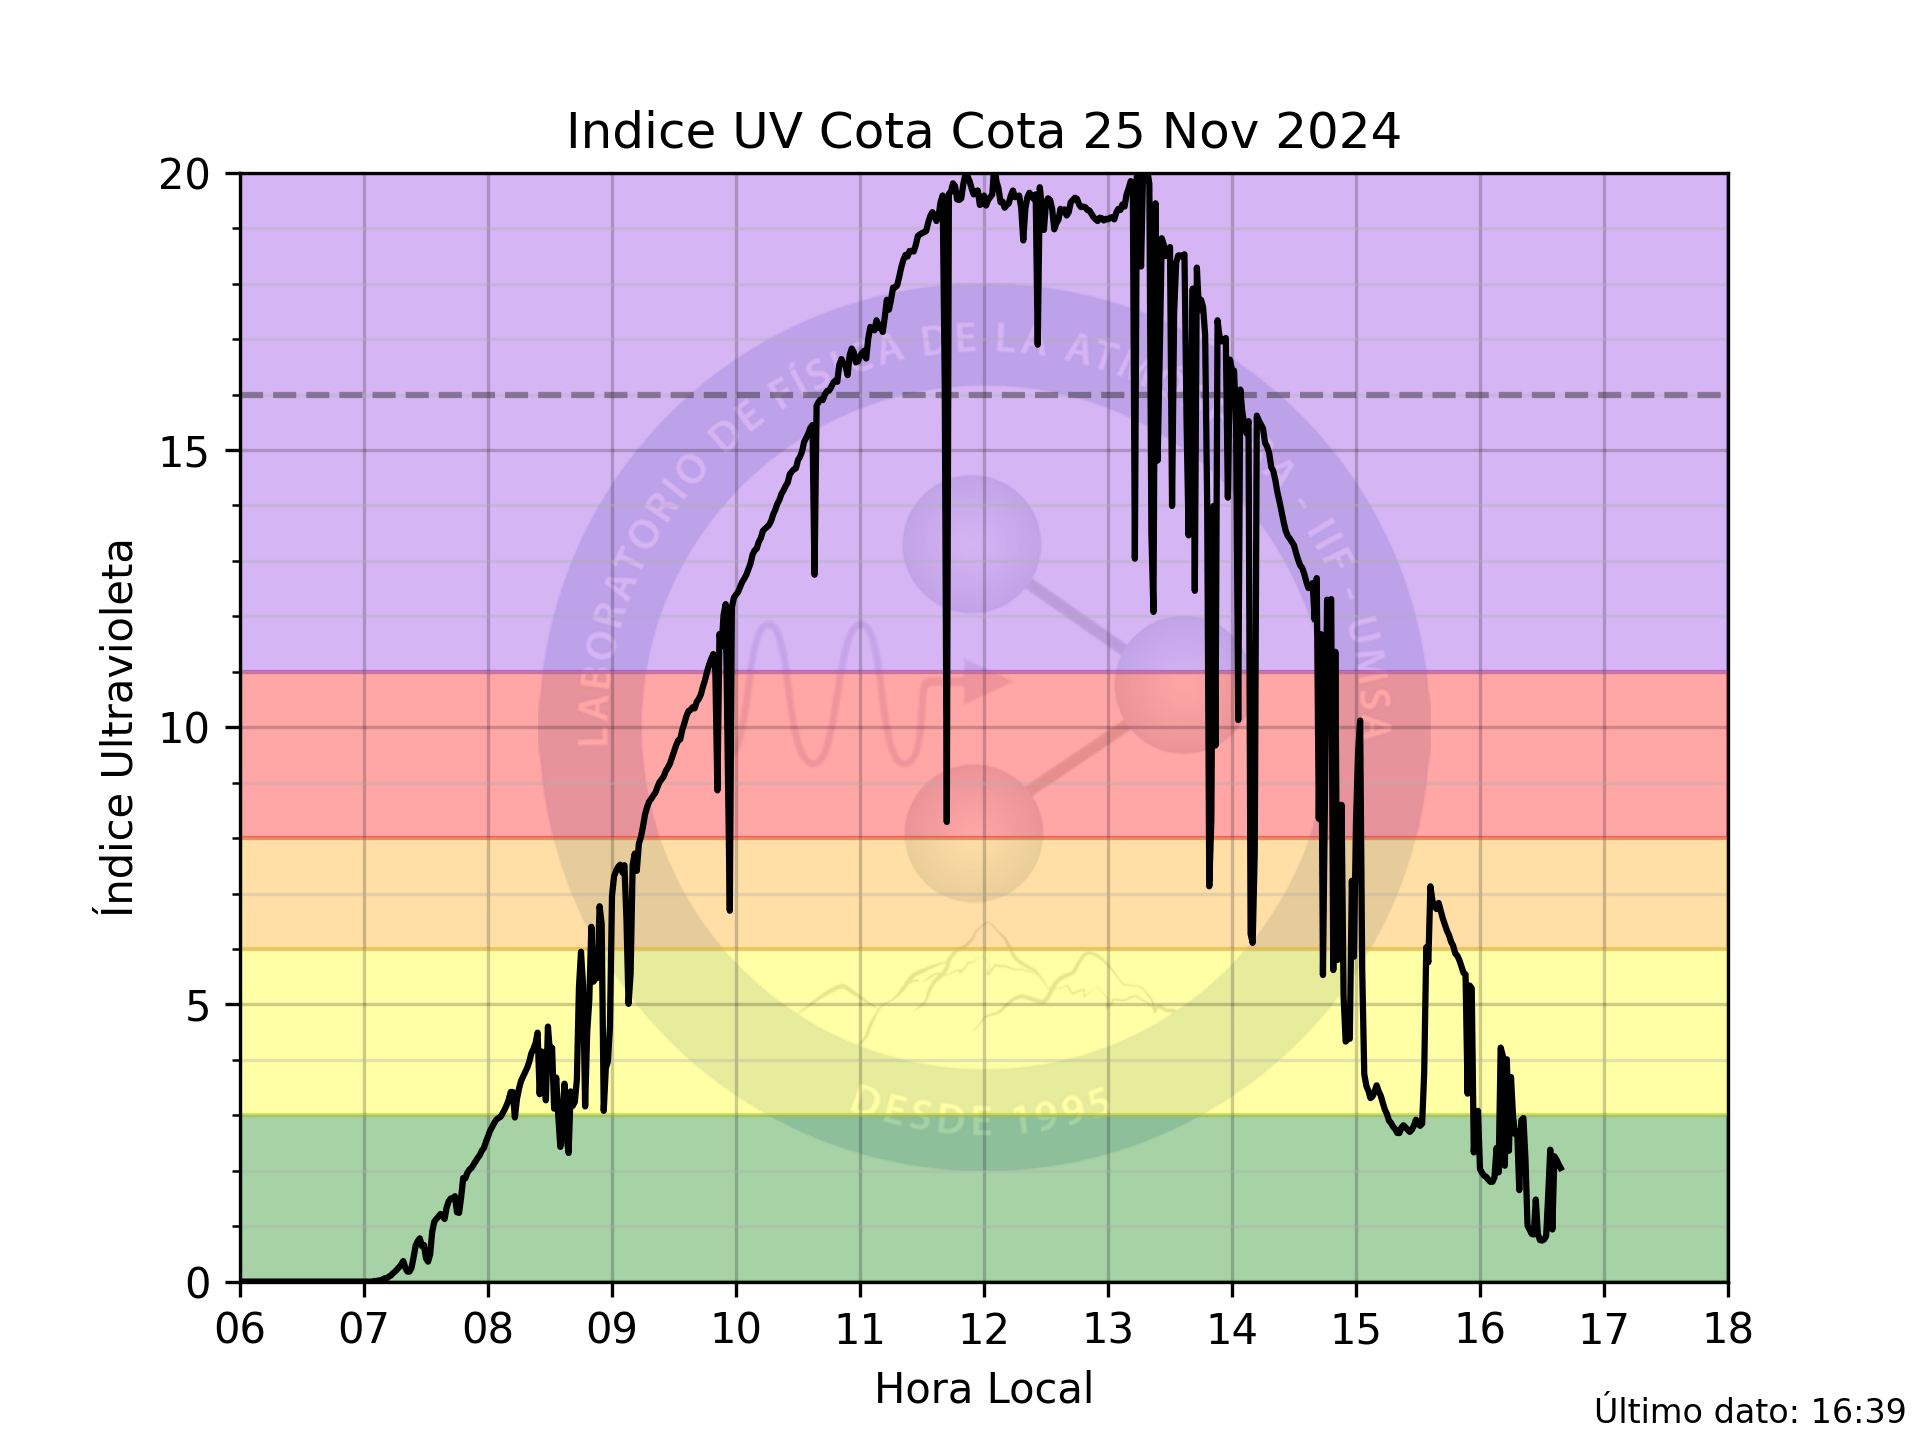 Indice UV Cota Cota 25 Nov 2024
20
15
10
5
0
Índice Ultravioleta
LABORATORIO DE FÍSICA DE LA
A - IIF - UMSA
DESDE 1995
06 07 08 09 10 11 12 13 14 15 16 17 18
Hora Local
Último dato: 16:39